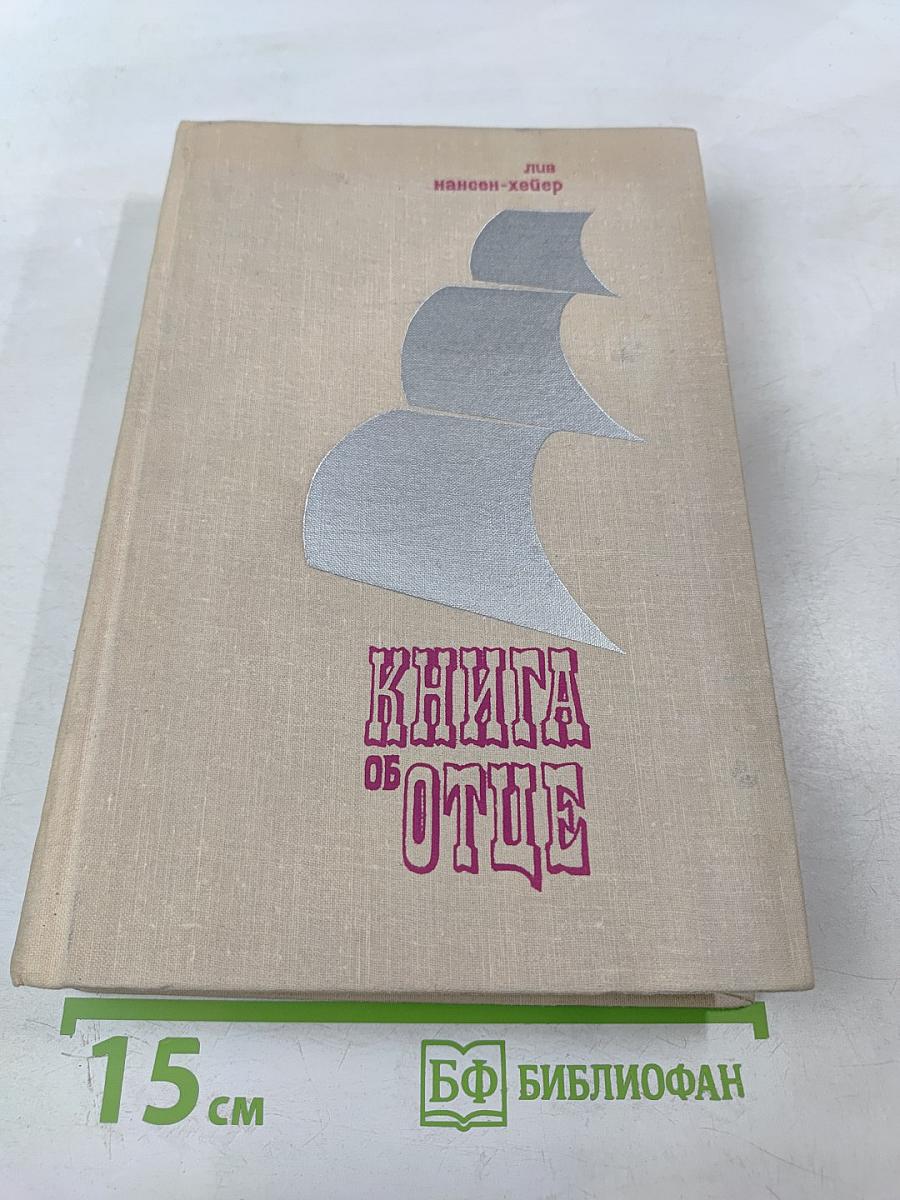 лив
нансен-хейер
КНИГА
ОБ ОТЦЕ
15 см
БФ БИБЛИОФАН